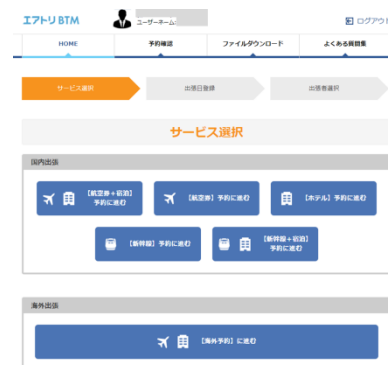 エアトリBTM
ユーザーネーム:
ログアウト
HOME
予約確認
ファイルダウンロード
よくある質問集
サービス選択
出張日登録
出張者選択
サービス選択
国内出張
【航空券+宿泊】
予約に進む
【航空券】予約に進む
【ホテル】予約に進む
【新幹線】予約に進む
【新幹線+宿泊】
予約に進む
海外出張
【海外予約】に進む